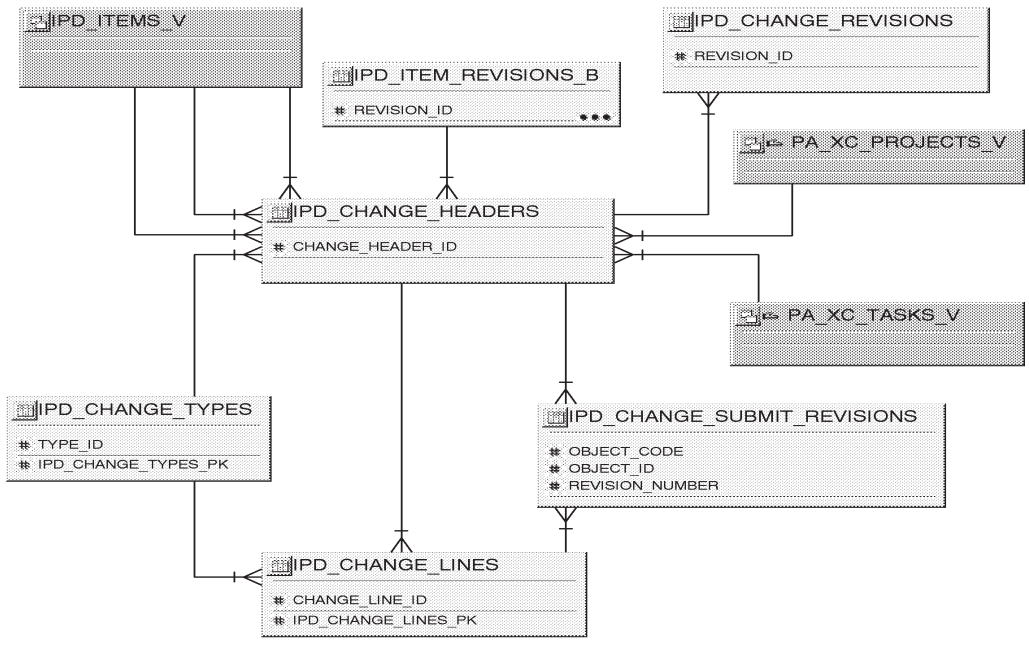 IPD_ITEMS_V
IPD_CHANGE_REVISIONS
# REVISION_ID
IPD_ITEM_REVISIONS_B
# REVISION_ID
PA_XC_PROJECTS_V
IPD_CHANGE_HEADERS
# CHANGE_HEADER_ID
PA_XC_TASKS_V
IPD_CHANGE_TYPES
# TYPE_ID
# IPD_CHANGE_TYPES_PK
IPD_CHANGE_SUBMIT_REVISIONS
# OBJECT_CODE
# OBJECT_ID
# REVISION_NUMBER
IPD_CHANGE_LINES
# CHANGE_LINE_ID
# IPD_CHANGE_LINES_PK